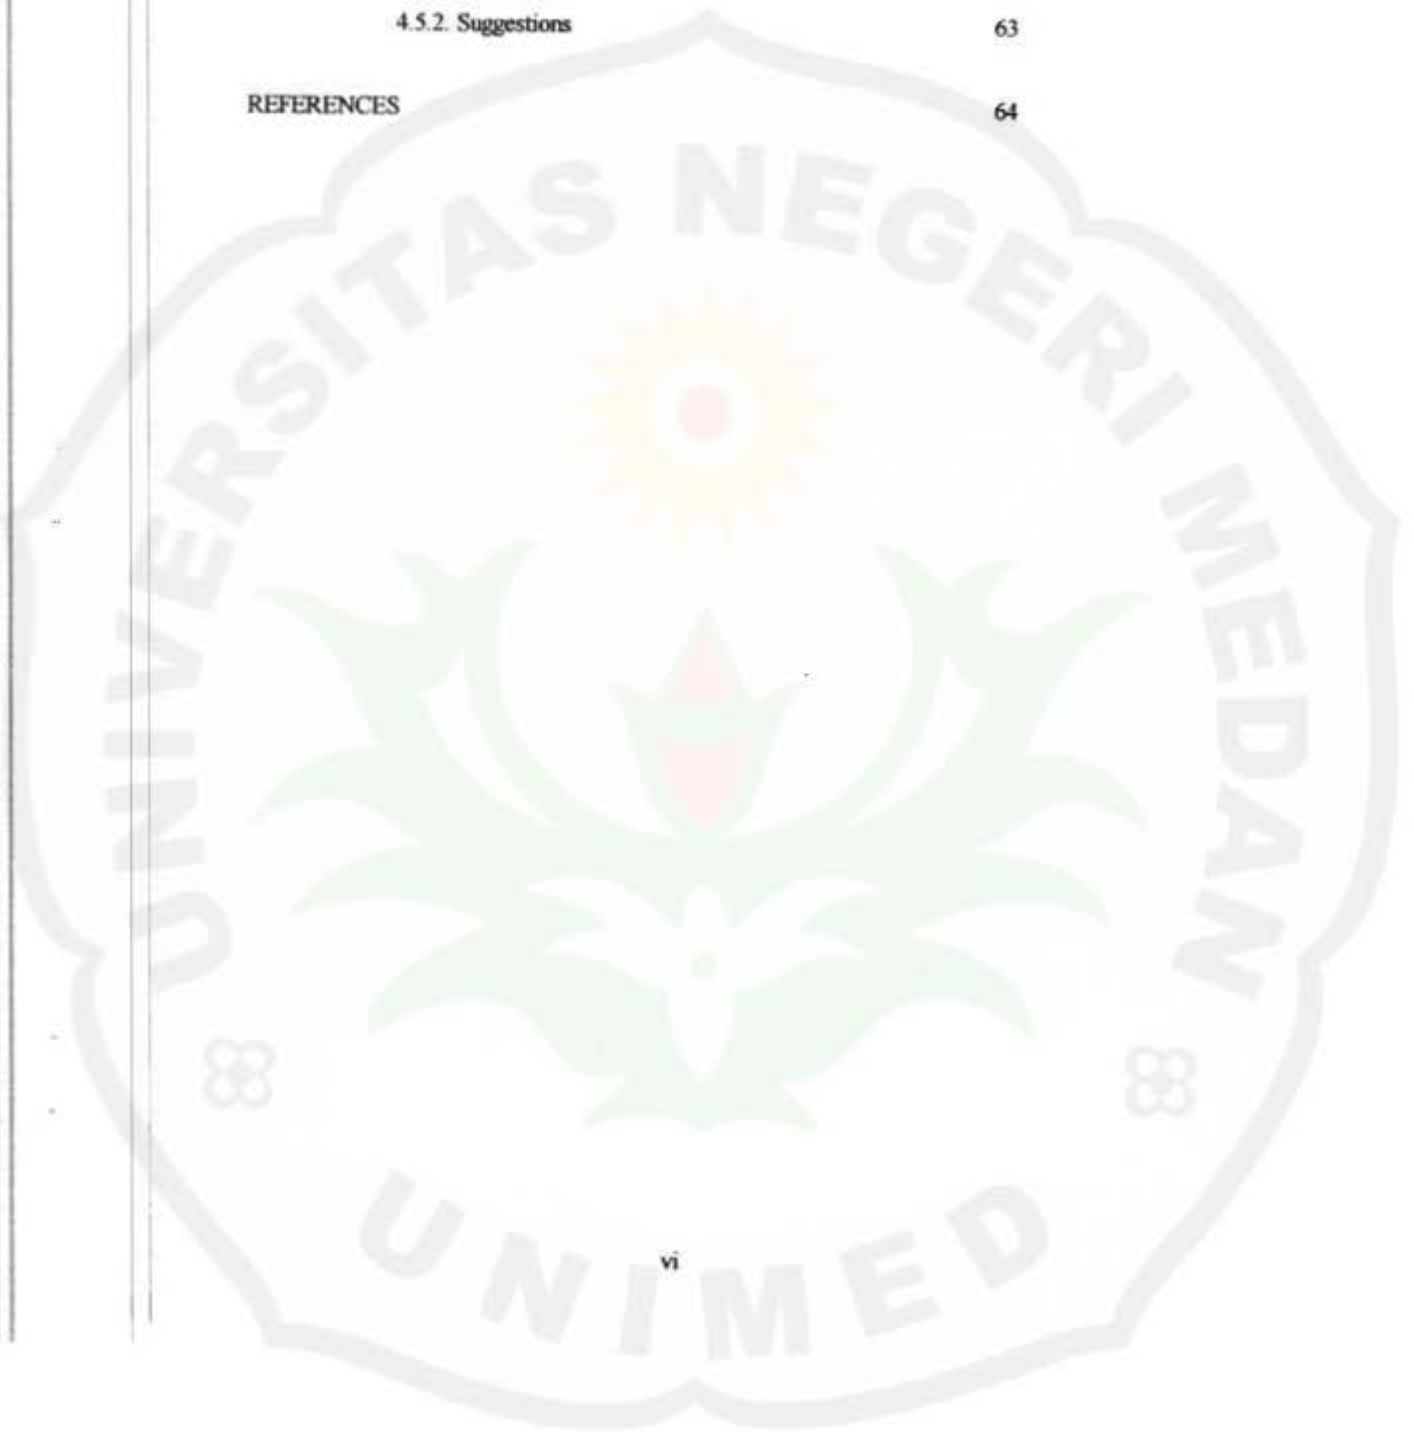 4.5.2. Suggestions 63
REFERENCES 64
UNIVERSITAS NEGERI MEDAN
vi
UNIMED